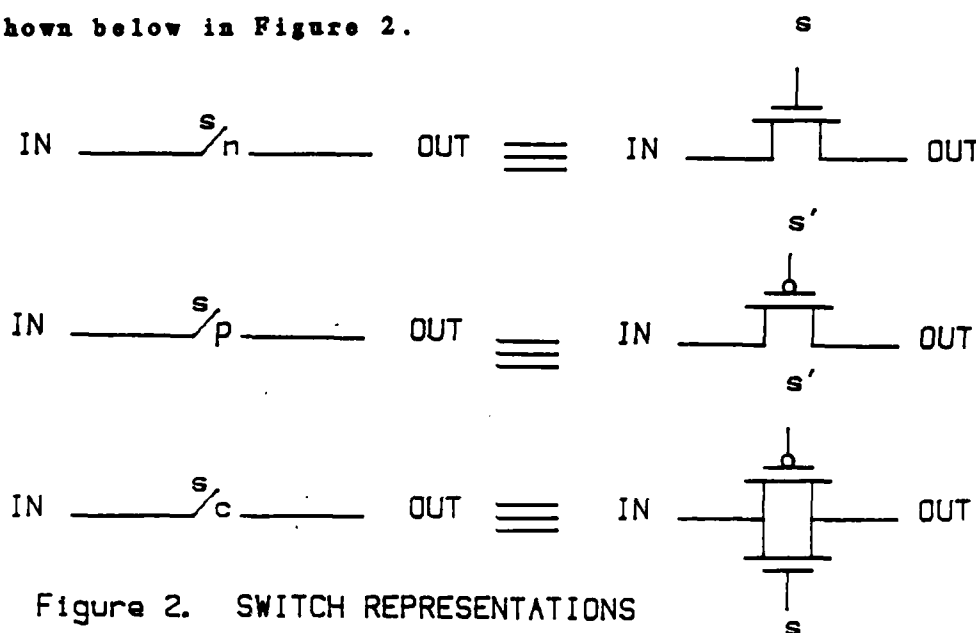 hown below in Figure 2.
s
IN s n OUT IN OUT
s'
IN s p OUT IN OUT
s'
IN s c OUT IN OUT
s
Figure 2. SWITCH REPRESENTATIONS